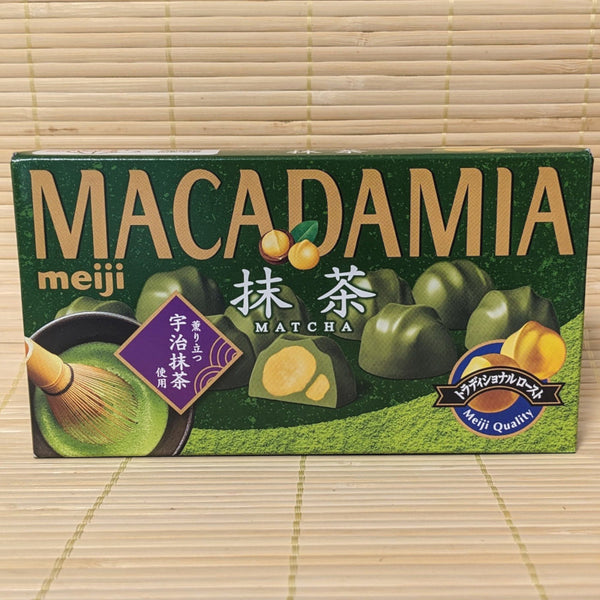 MACADAMIA
meiji
抹茶
MATCHA
薫り立つ
宇治抹茶
使用
トラディショナルロースト
Meiji Quality